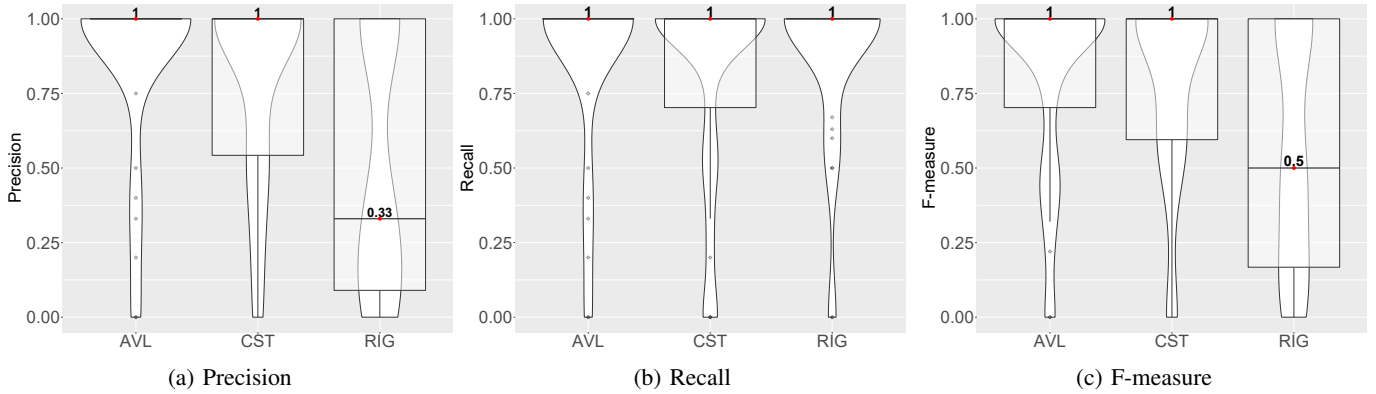 1 1 0.33
1.00
0.75
0.50
0.25
0.00
Precision
AVL CST RIG
(a) Precision
1 1 1
1.00
0.75
0.50
0.25
0.00
Recall
AVL CST RIG
(b) Recall
1 1 0.5
1.00
0.75
0.50
0.25
0.00
F-measure
AVL CST RIG
(c) F-measure